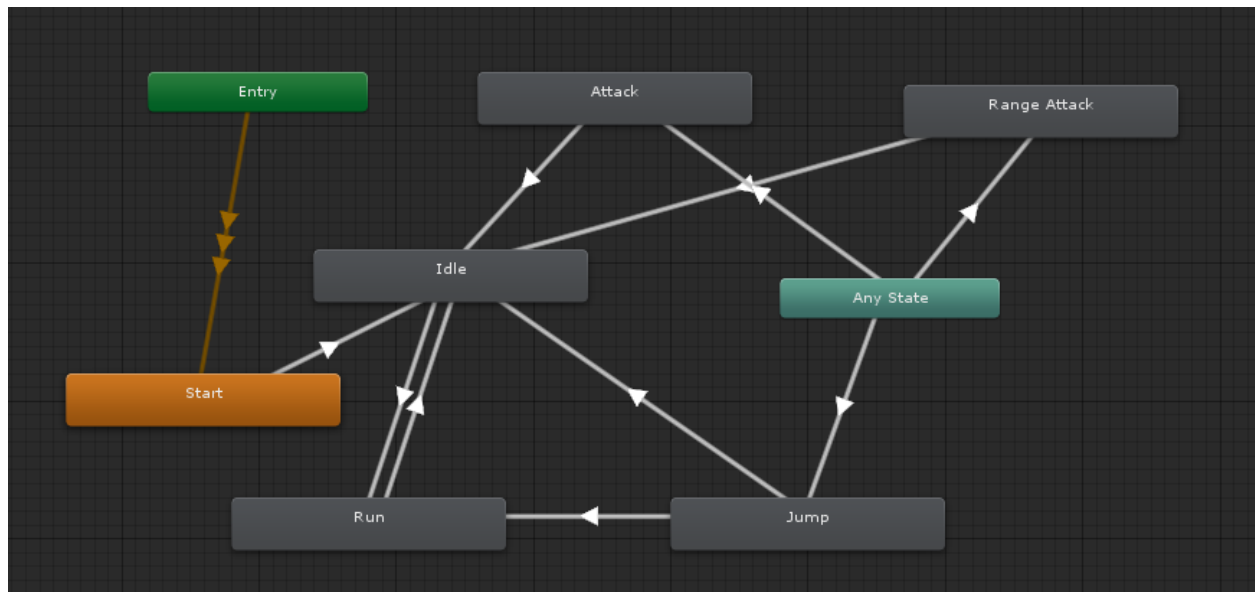 Entry
Attack
Range Attack
Idle
Any State
Start
Run
Jump